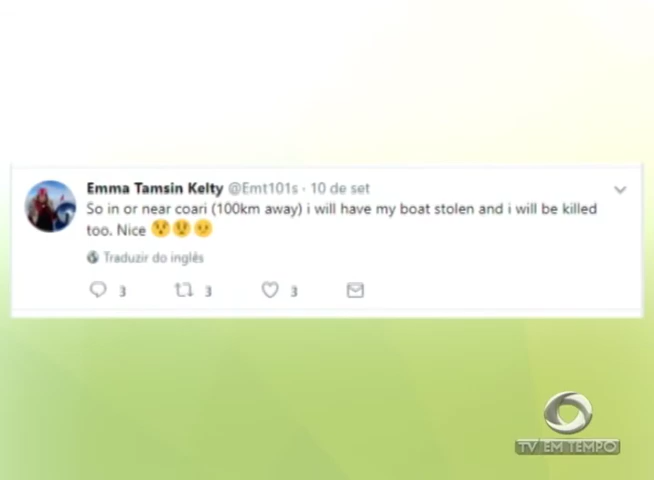 Emma Tamsin Kelty @Emt101s · 10 de set
So in or near coari (100km away) i will have my boat stolen and i will be killed
too. Nice 😯😟😕
Traduzir do inglês
3 3 3
TV EM TEMPO